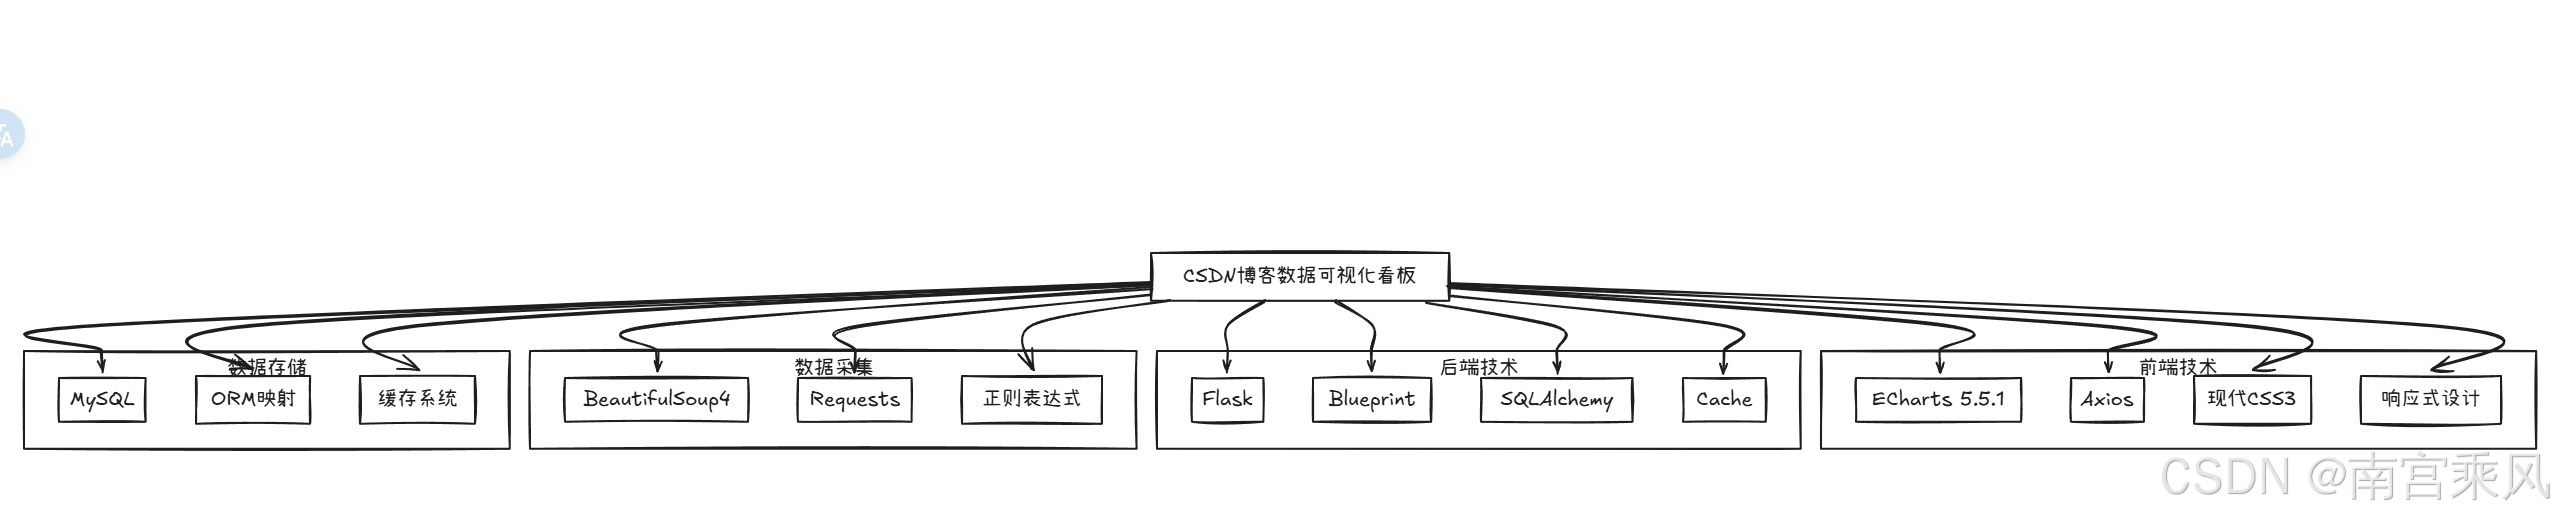 CSDN博客数据可视化看板
数据存储
MySQL
ORM映射
缓存系统
数据采集
BeautifulSoup4
Requests
正则表达式
后端技术
Flask
Blueprint
SQLAlchemy
Cache
前端技术
ECharts 5.5.1
Axios
现代CSS3
响应式设计
CSDN @南宫乘风